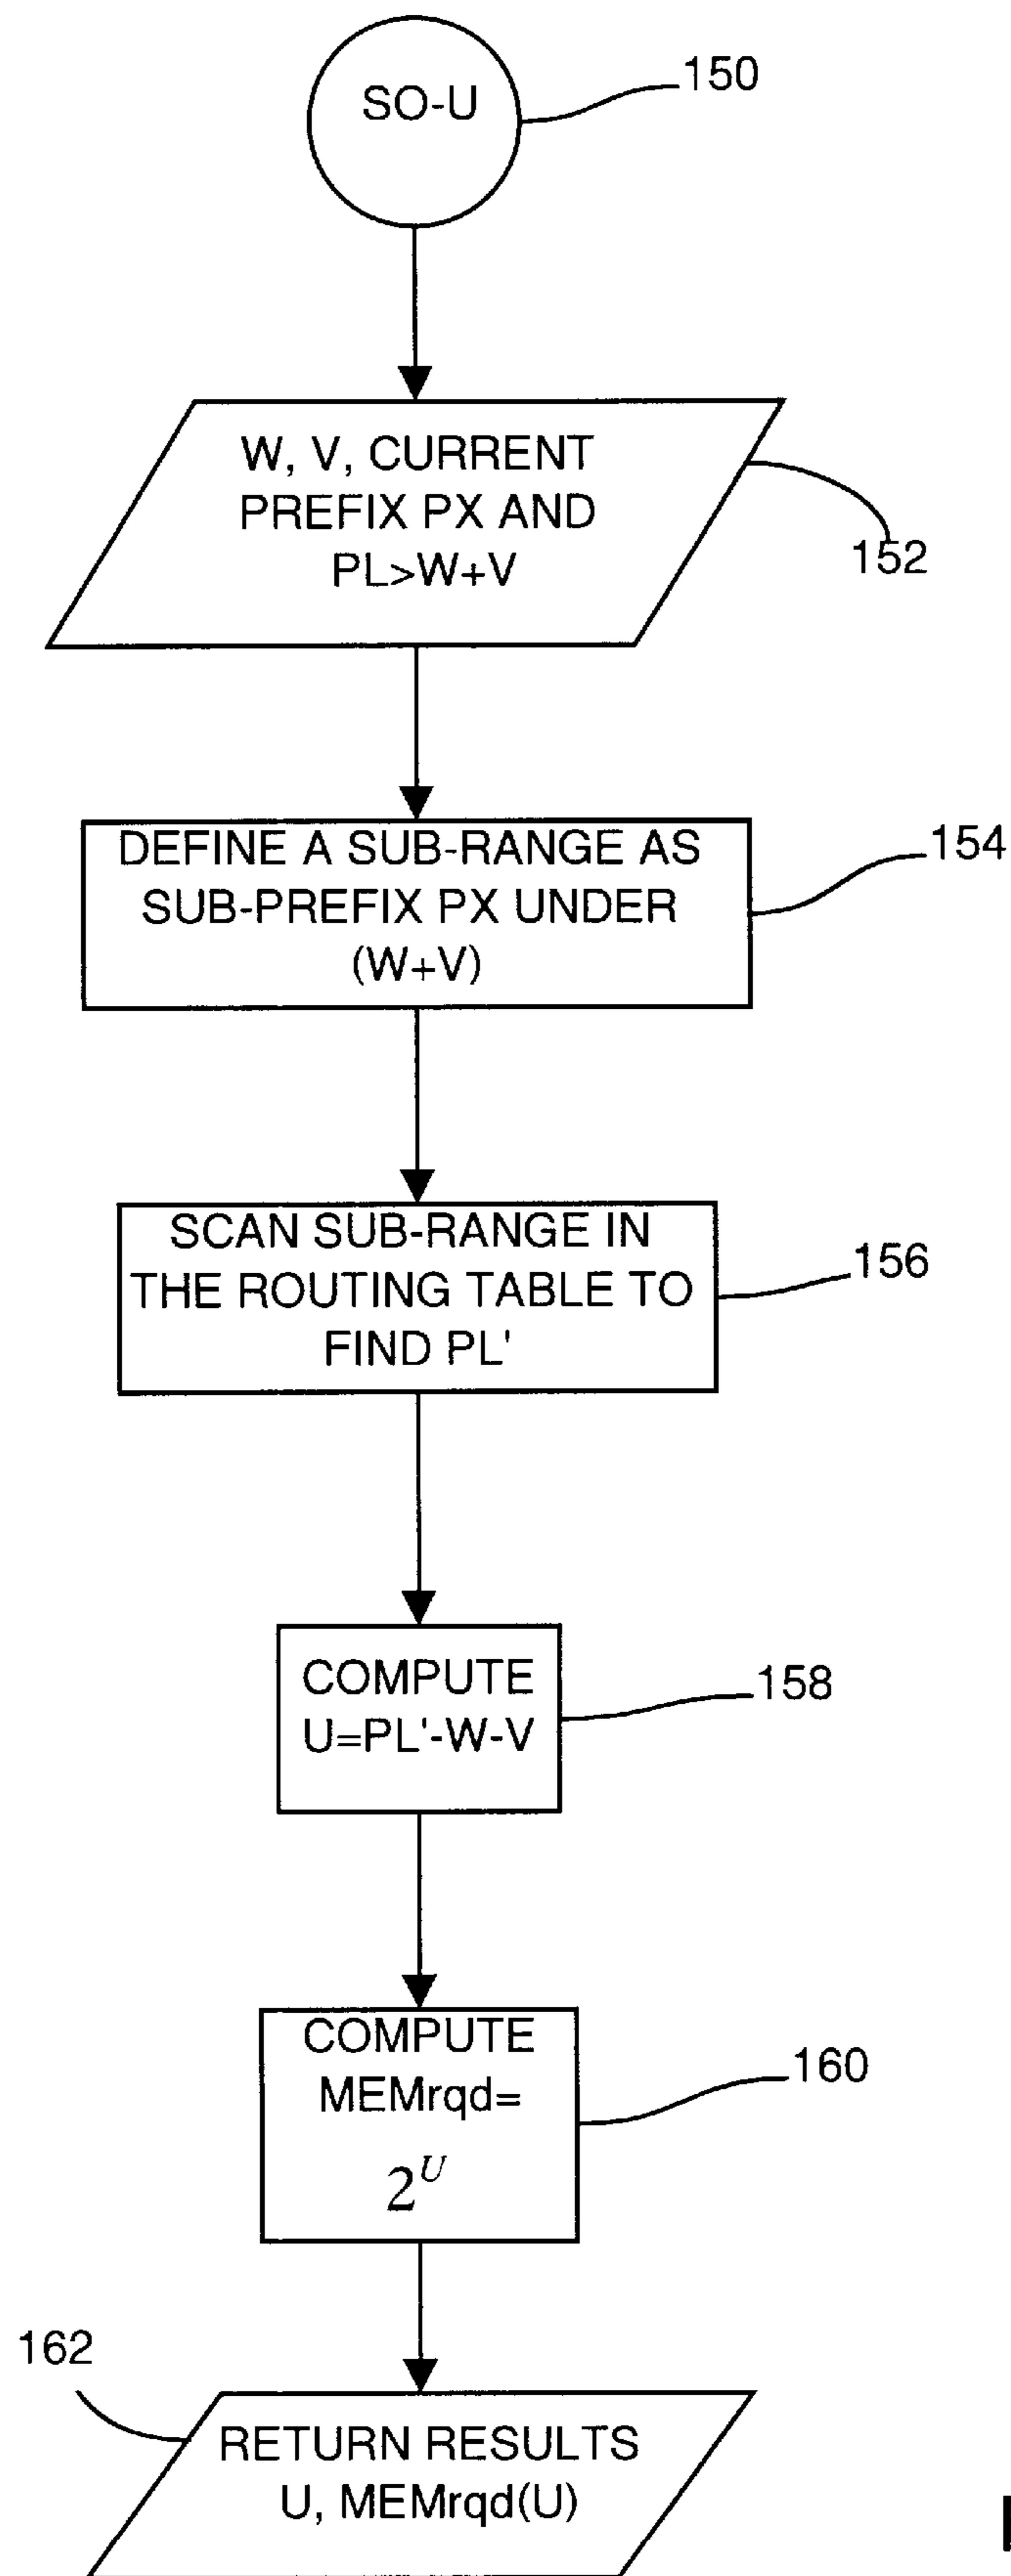 SO-U
150
W, V, CURRENT
PREFIX PX AND
PL>W+V
152
DEFINE A SUB-RANGE AS
SUB-PREFIX PX UNDER
(W+V)
154
SCAN SUB-RANGE IN
THE ROUTING TABLE TO
FIND PL'
156
COMPUTE
U=PL'-W-V
158
COMPUTE
MEMrqd=
2^U
160
162
RETURN RESULTS
U, MEMrqd(U)